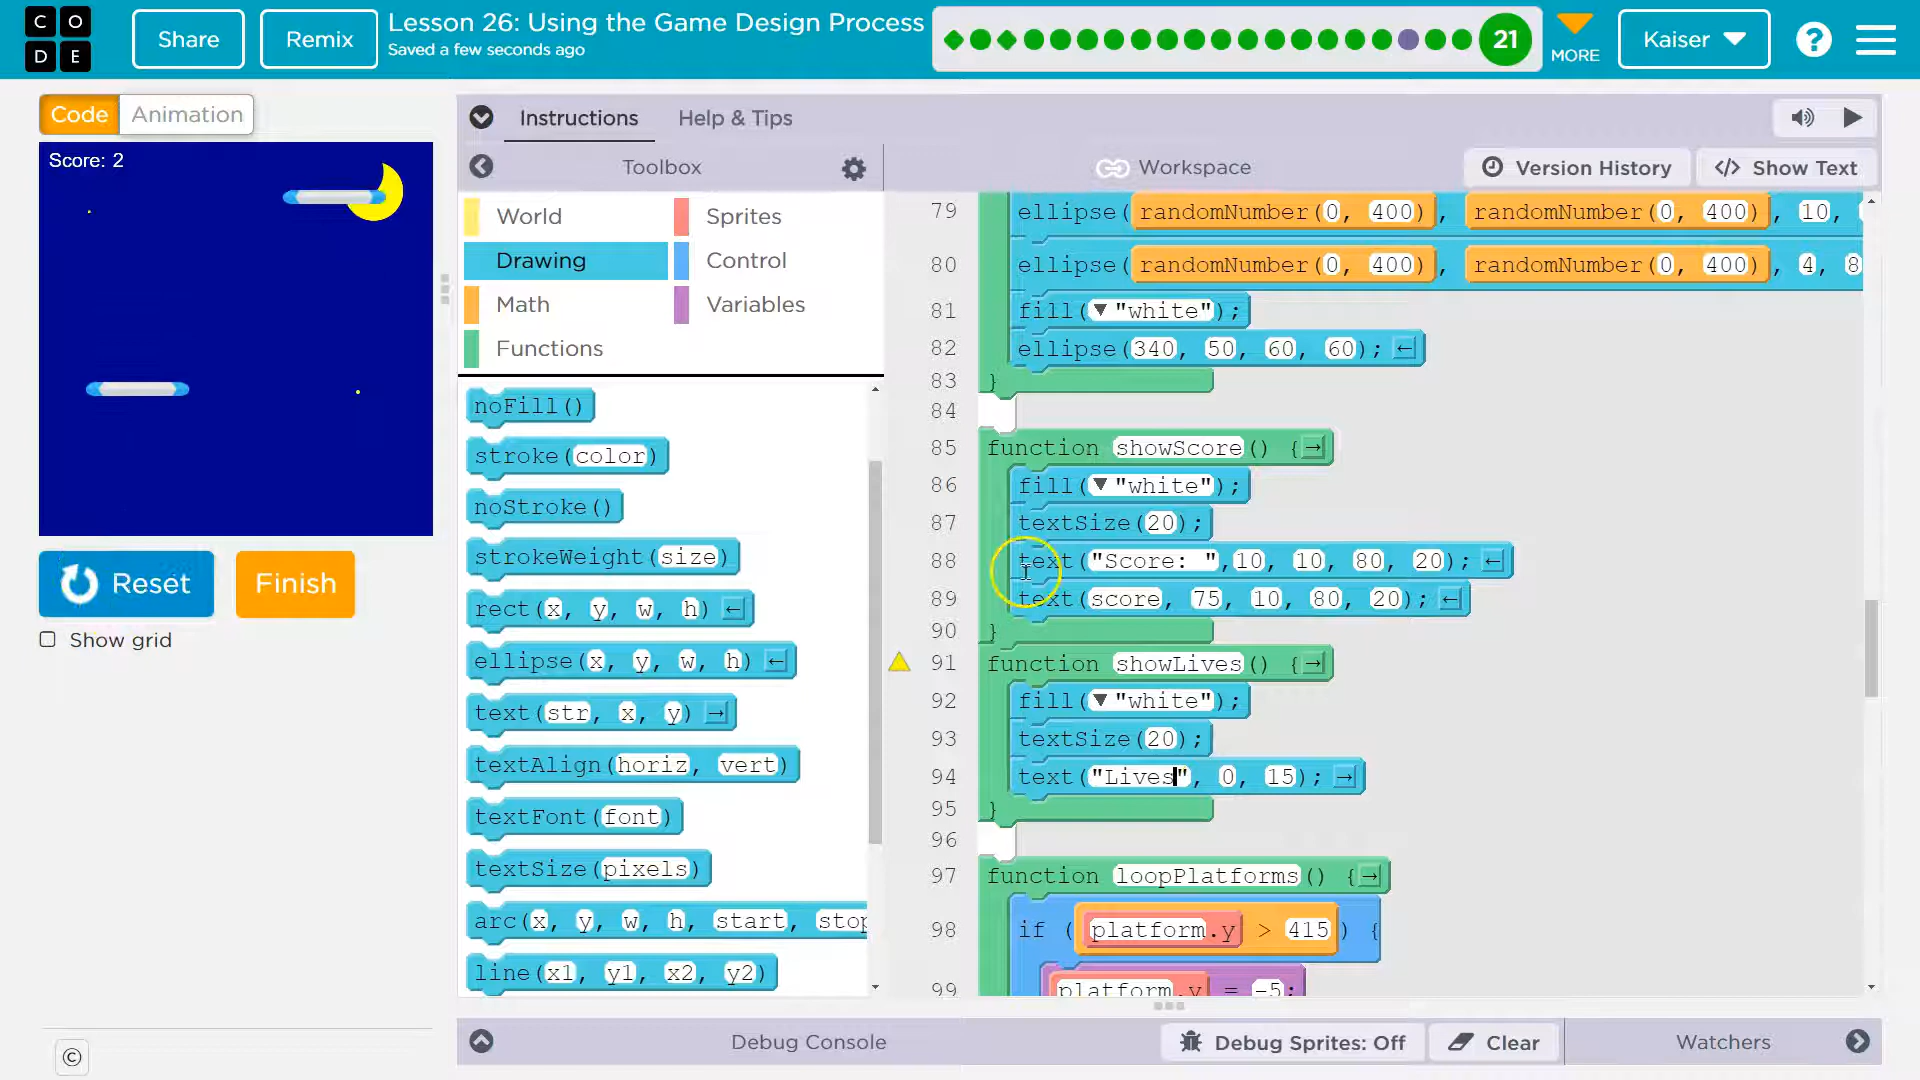 C O
D E
Share
Remix
Lesson 26: Using the Game Design Process
Saved a few seconds ago
21
MORE
Kaiser
?
Code
Animation
Instructions
Help & Tips
Score: 2
Toolbox
Workspace
Version History
</> Show Text
World
Sprites
Drawing
Control
Math
Variables
Functions
noFill()
stroke(color)
noStroke()
strokeWeight(size)
rect(x, y, w, h) ←
ellipse(x, y, w, h) ←
text(str, x, y) →
textAlign(horiz, vert)
textFont(font)
textSize(pixels)
arc(x, y, w, h, start, stop
line(x1, y1, x2, y2)
79 ellipse(randomNumber(0, 400), randomNumber(0, 400), 10,
80 ellipse(randomNumber(0, 400), randomNumber(0, 400), 4, 8
81 fill(▼ "white");
82 ellipse(340, 50, 60, 60); ←
83 }
84
85 function showScore() {→
86 fill(▼ "white");
87 textSize(20);
88 text("Score: ",10, 10, 80, 20); ←
89 text(score, 75, 10, 80, 20); ←
90 }
91 function showLives() {→
92 fill(▼ "white");
93 textSize(20);
94 text("Lives", 0, 15); →
95 }
96
97 function loopPlatforms() {→
98 if (platform.y > 415) {
99 platform.y = -5;
Reset
Finish
Show grid
©
Debug Console
Debug Sprites: Off
Clear
Watchers